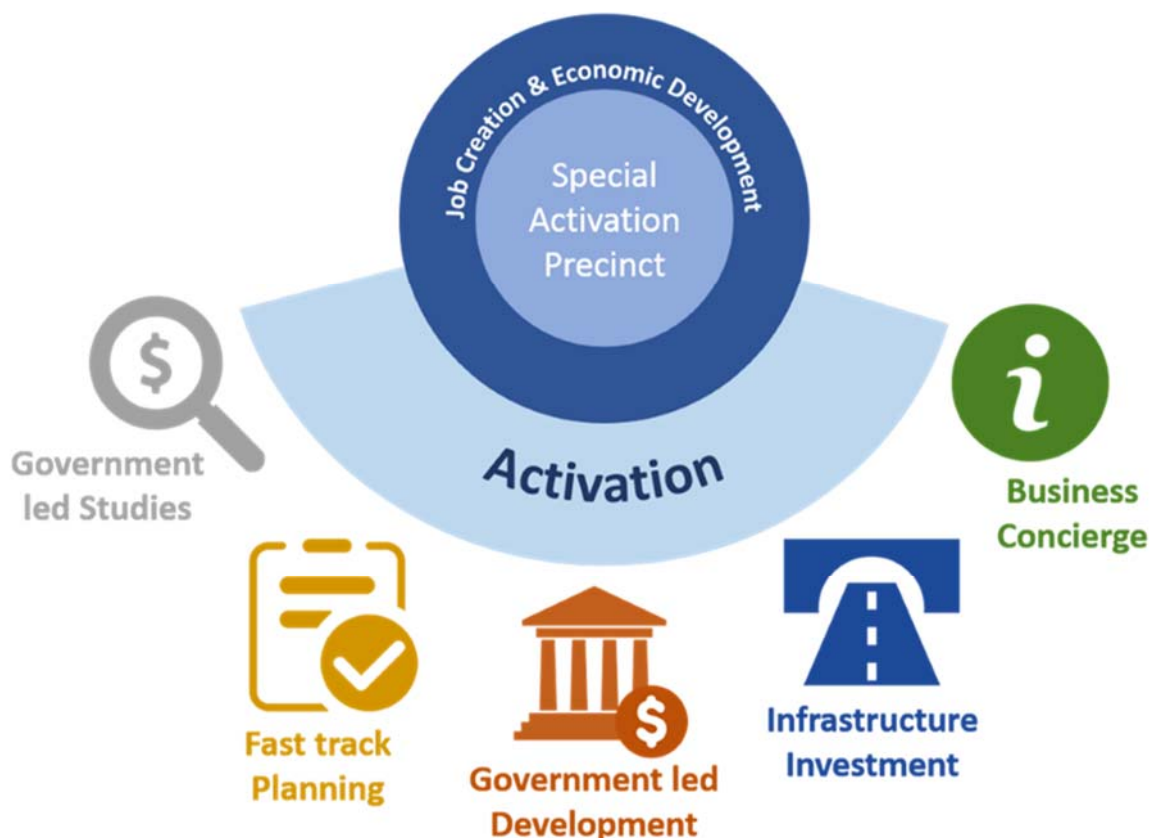 Job Creation & Economic Development
Special
Activation
Precinct
Activation
$
Government
led Studies
Fast track
Planning
$
Government led
Development
Infrastructure
Investment
i
Business
Concierge